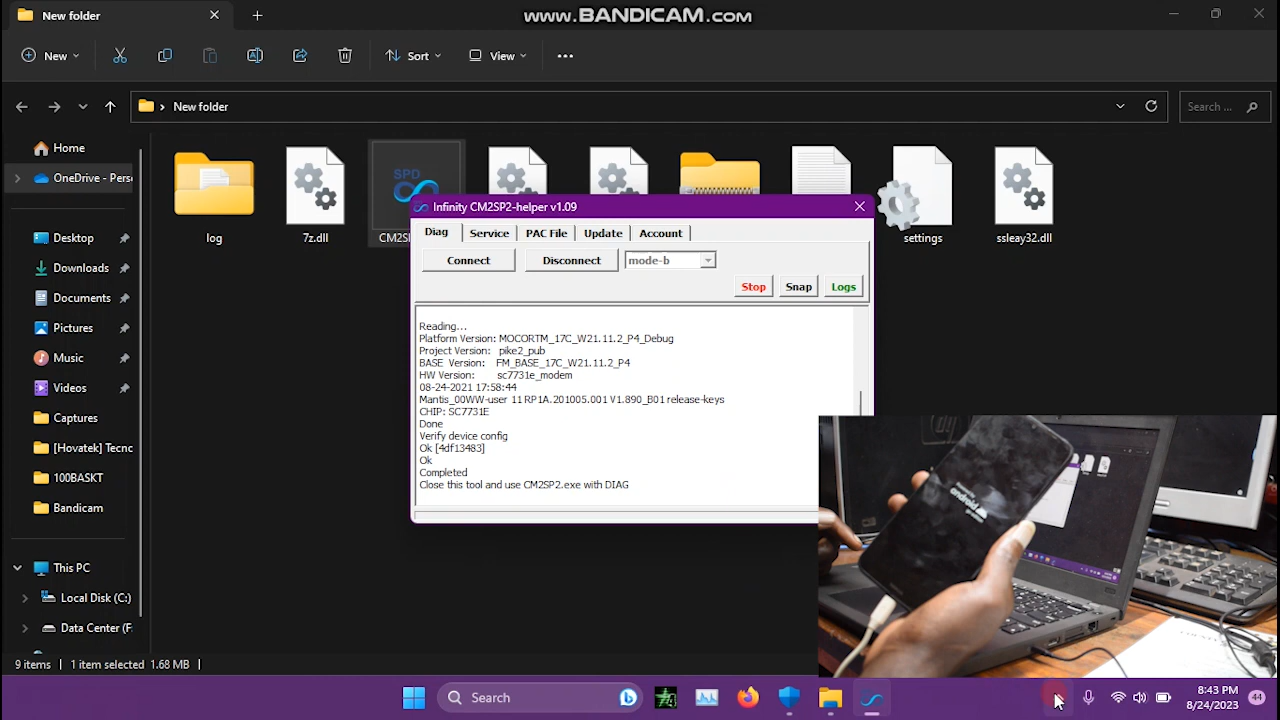 New folder
www.BANDICAM.com
New
Sort
View
New folder
Search ...
Home
OneDrive - Pers
Desktop
Downloads
Documents
Pictures
Music
Videos
Captures
[Hovatek] Tecnc
100BASKT
Bandicam
This PC
Local Disk (C:)
Data Center (F:
SPD
log
7z.dll
CM2S
settings
ssleay32.dll
Infinity CM2SP2-helper v1.09
Diag
Service
PAC File
Update
Account
Connect
Disconnect
mode-b
Stop
Snap
Logs
Reading...
Platform Version: MOCORTM_17C_W21.11.2_P4_Debug
Project Version: pike2_pub
BASE Version: FM_BASE_17C_W21.11.2_P4
HW Version: sc7731e_modem
08-24-2021 17:58:44
Mantis_00WW-user 11 RP1A.201005.001 V1.890_B01 release-keys
CHIP: SC7731E
Done
Verify device config
Ok [4df13483]
Ok
Completed
Close this tool and use CM2SP2.exe with DIAG
android
9 items
1 item selected 1.68 MB
Search
8:43 PM
8/24/2023
44